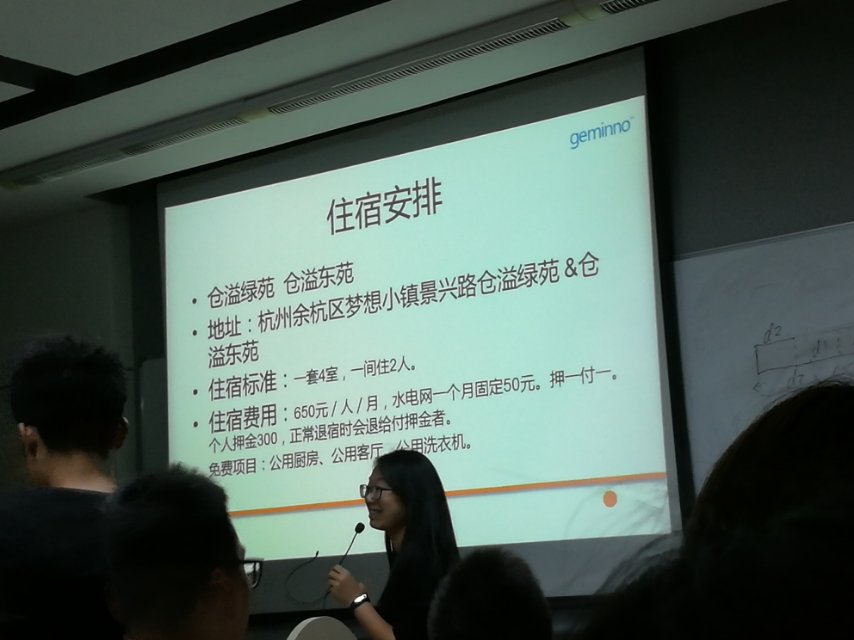 geminno
住宿安排
• 仓溢绿苑 仓溢东苑
• 地址：杭州余杭区梦想小镇景兴路仓溢绿苑 &仓
溢东苑
• 住宿标准：一套4室，一间住2人。
• 住宿费用：650元 / 人 / 月，水电网一个月固定50元。押一付一。
个人押金300，正常退宿时会退给付押金者。
免费项目：公用厨房、公用客厅、公用洗衣机。
d2
d1